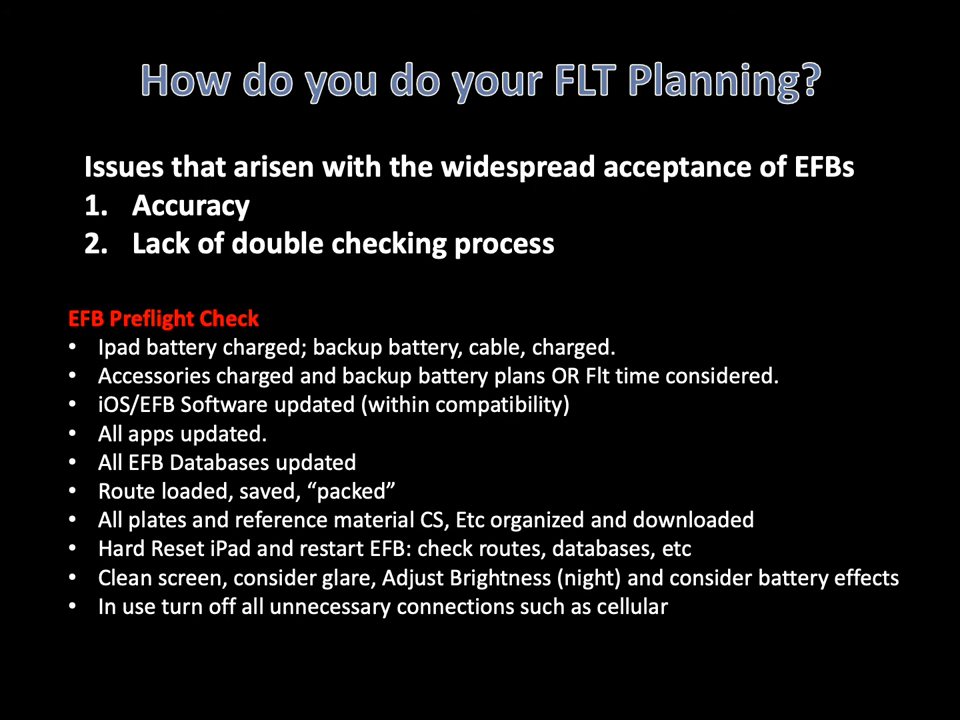 How do you do your FLT Planning?
Issues that arisen with the widespread acceptance of EFBs
1. Accuracy
2. Lack of double checking process
EFB Preflight Check
• Ipad battery charged; backup battery, cable, charged.
• Accessories charged and backup battery plans OR Flt time considered.
• iOS/EFB Software updated (within compatibility)
• All apps updated.
• All EFB Databases updated
• Route loaded, saved, “packed”
• All plates and reference material CS, Etc organized and downloaded
• Hard Reset iPad and restart EFB: check routes, databases, etc
• Clean screen, consider glare, Adjust Brightness (night) and consider battery effects
• In use turn off all unnecessary connections such as cellular